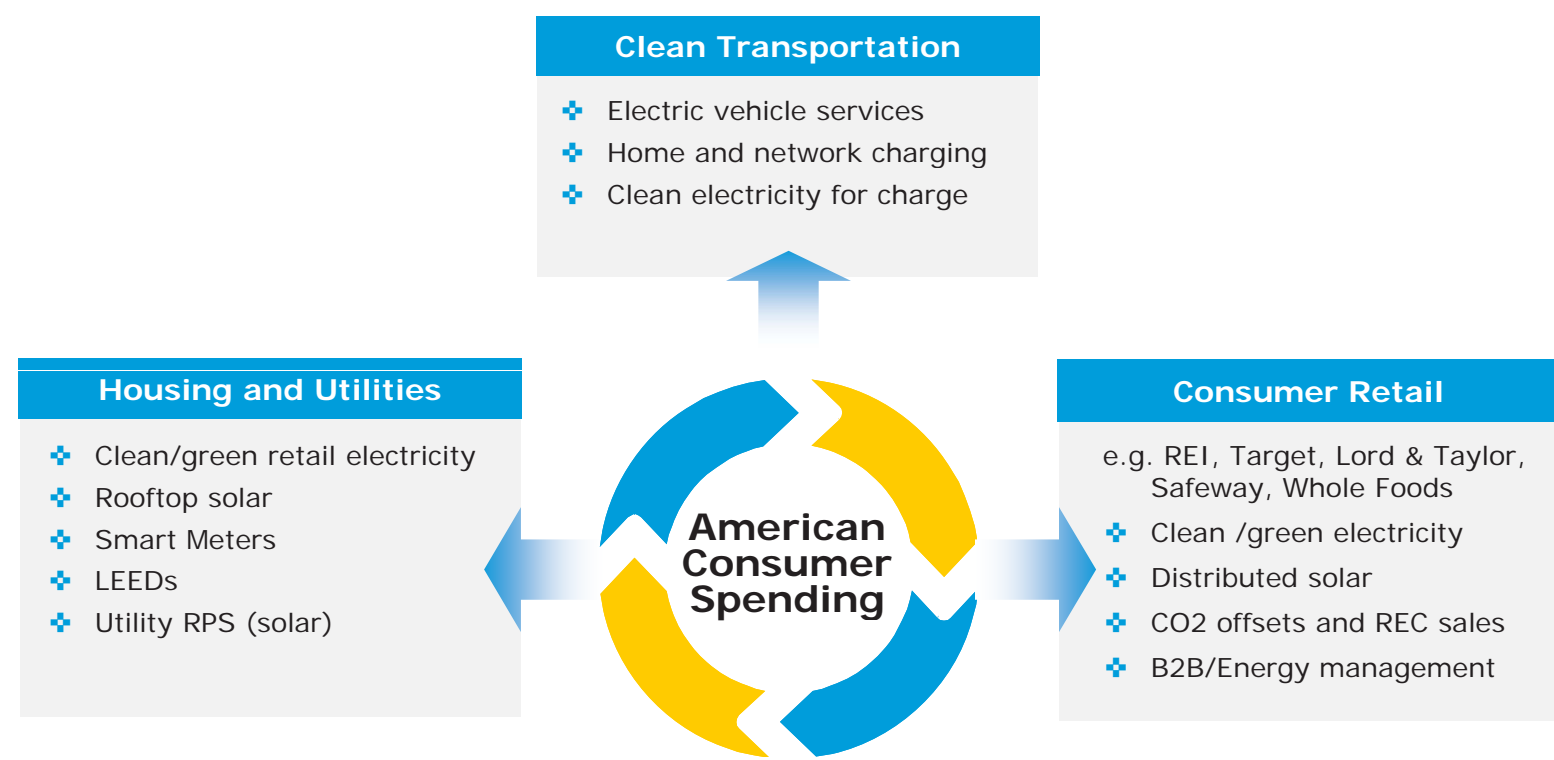 Clean Transportation
Electric vehicle services
Home and network charging
Clean electricity for charge
Housing and Utilities
Clean/green retail electricity
Rooftop solar
Smart Meters
LEEDs
Utility RPS (solar)
American
Consumer
Spending
Consumer Retail
e.g. REI, Target, Lord & Taylor,
Safeway, Whole Foods
Clean /green electricity
Distributed solar
CO2 offsets and REC sales
B2B/Energy management